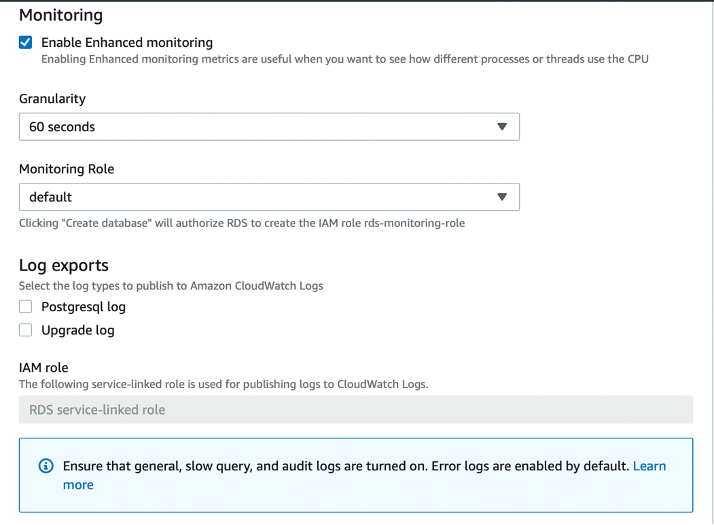 Monitoring
Enable Enhanced monitoring
Enabling Enhanced monitoring metrics are useful when you want to see how different processes or threads use the CPU
Granularity
60 seconds
Monitoring Role
default
Clicking "Create database" will authorize RDS to create the IAM role rds-monitoring-role
Log exports
Select the log types to publish to Amazon CloudWatch Logs
Postgresql log
Upgrade log
IAM role
The following service-linked role is used for publishing logs to CloudWatch Logs.
RDS service-linked role
Ensure that general, slow query, and audit logs are turned on. Error logs are enabled by default. Learn
more